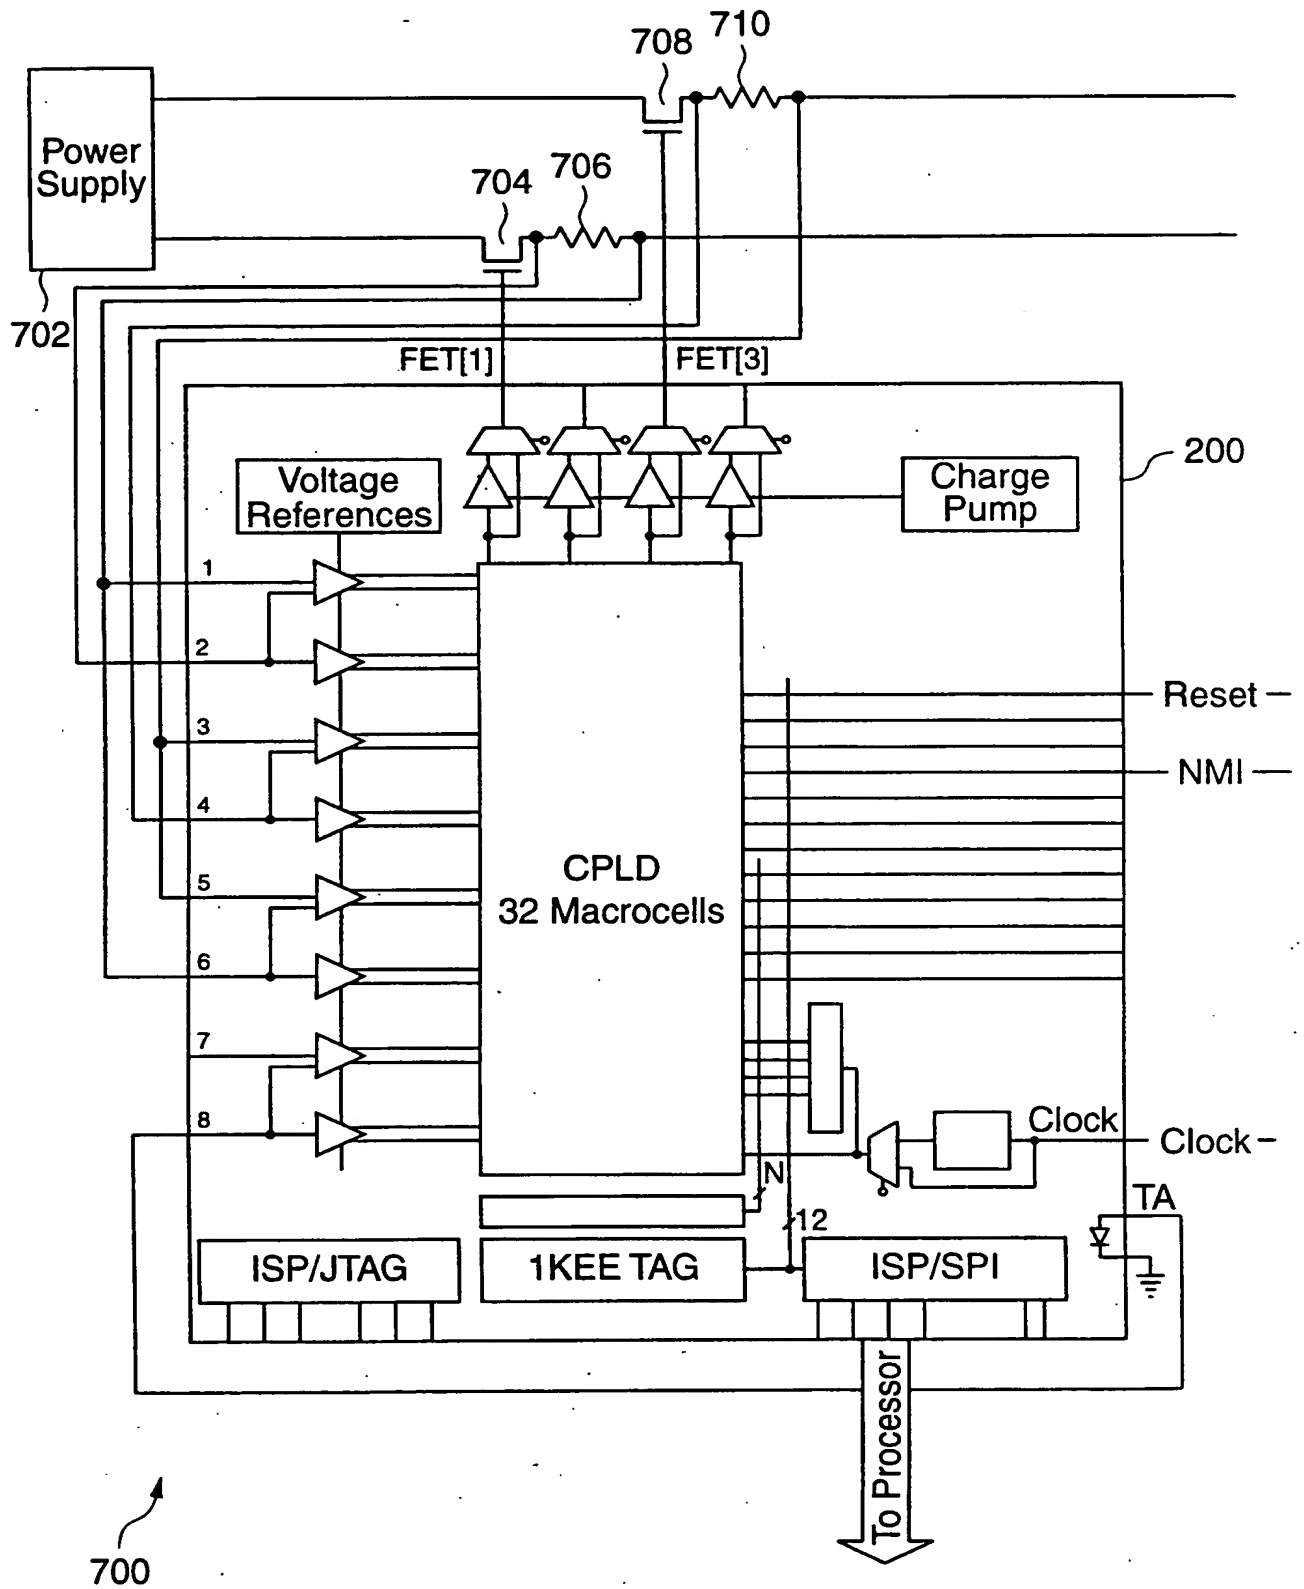 710
708
Power
Supply
706
704
702
FET[1]
FET[3]
200
Voltage
References
Charge
Pump
1
2
Reset
3
NMI
4
CPLD
32 Macrocells
5
6
7
8
Clock
Clock
N
TA
12
ISP/JTAG
1KEE TAG
ISP/SPI
To Processor
700